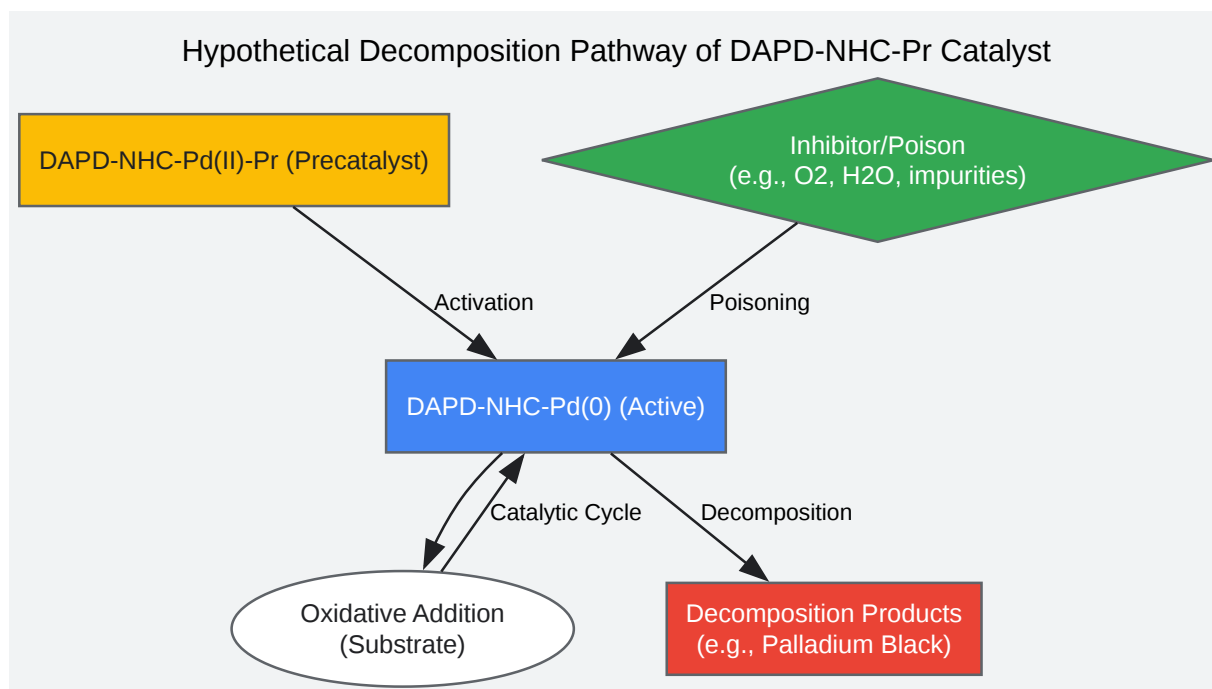 Hypothetical Decomposition Pathway of DAPD-NHC-Pr Catalyst
DAPD-NHC-Pd(II)-Pr (Precatalyst)
Inhibitor/Poison
(e.g., O2, H2O, impurities)
Activation
Poisoning
DAPD-NHC-Pd(0) (Active)
Catalytic Cycle
Decomposition
Oxidative Addition
(Substrate)
Decomposition Products
(e.g., Palladium Black)